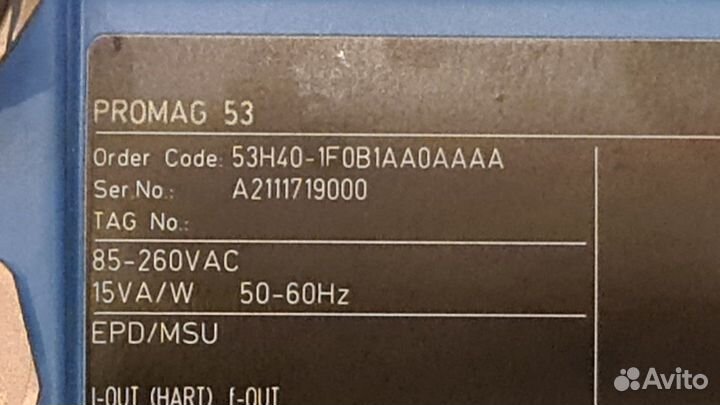 PROMAG 53
Order Code: 53H40-1F0B1AA0AAAA
Ser.No.: A2111719000
TAG No.:
85-260VAC
15VA/W 50-60Hz
EPD/MSU
I-OUT (HART) f-OUT
Avito